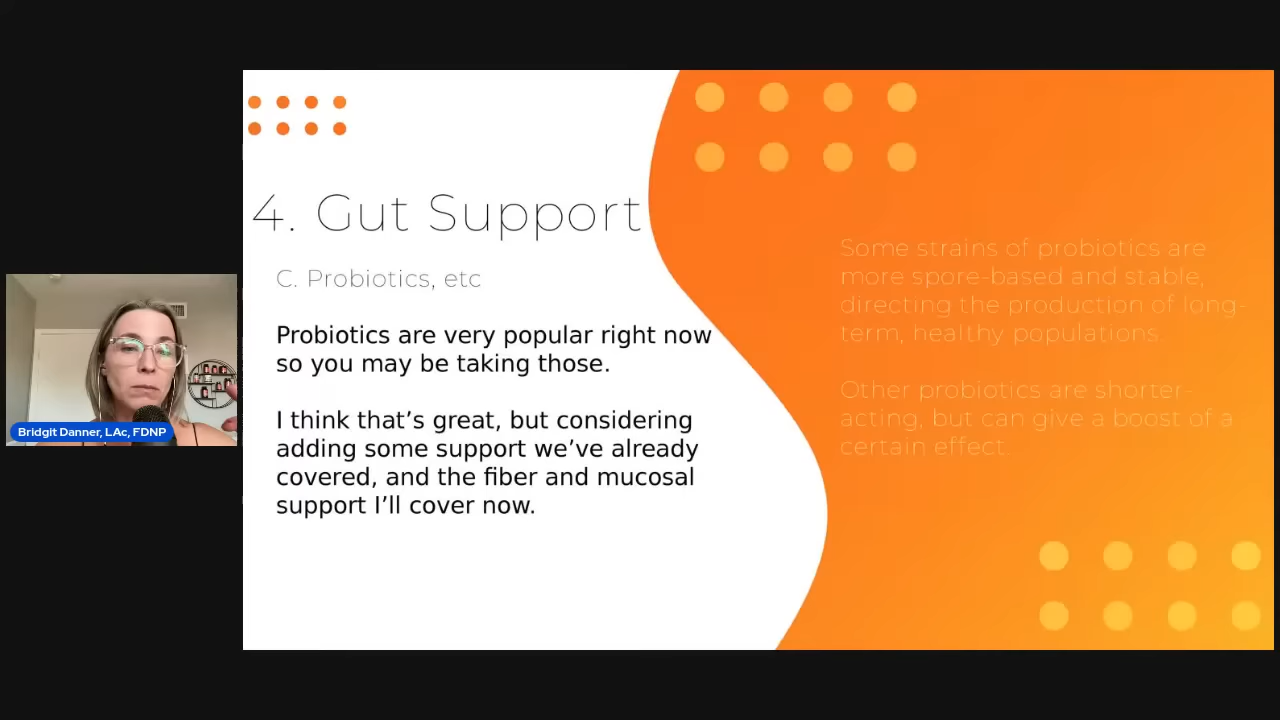 4. Gut Support
C. Probiotics, etc
Probiotics are very popular right now
so you may be taking those.
I think that’s great, but considering
adding some support we’ve already
covered, and the fiber and mucosal
support I’ll cover now.
Some strains of probiotics are
more spore-based and stable,
directing the production of long-
term, healthy populations.
Other probiotics are shorter-
acting, but can give a boost of a
certain effect.
Bridgit Danner, LAc, FDNP